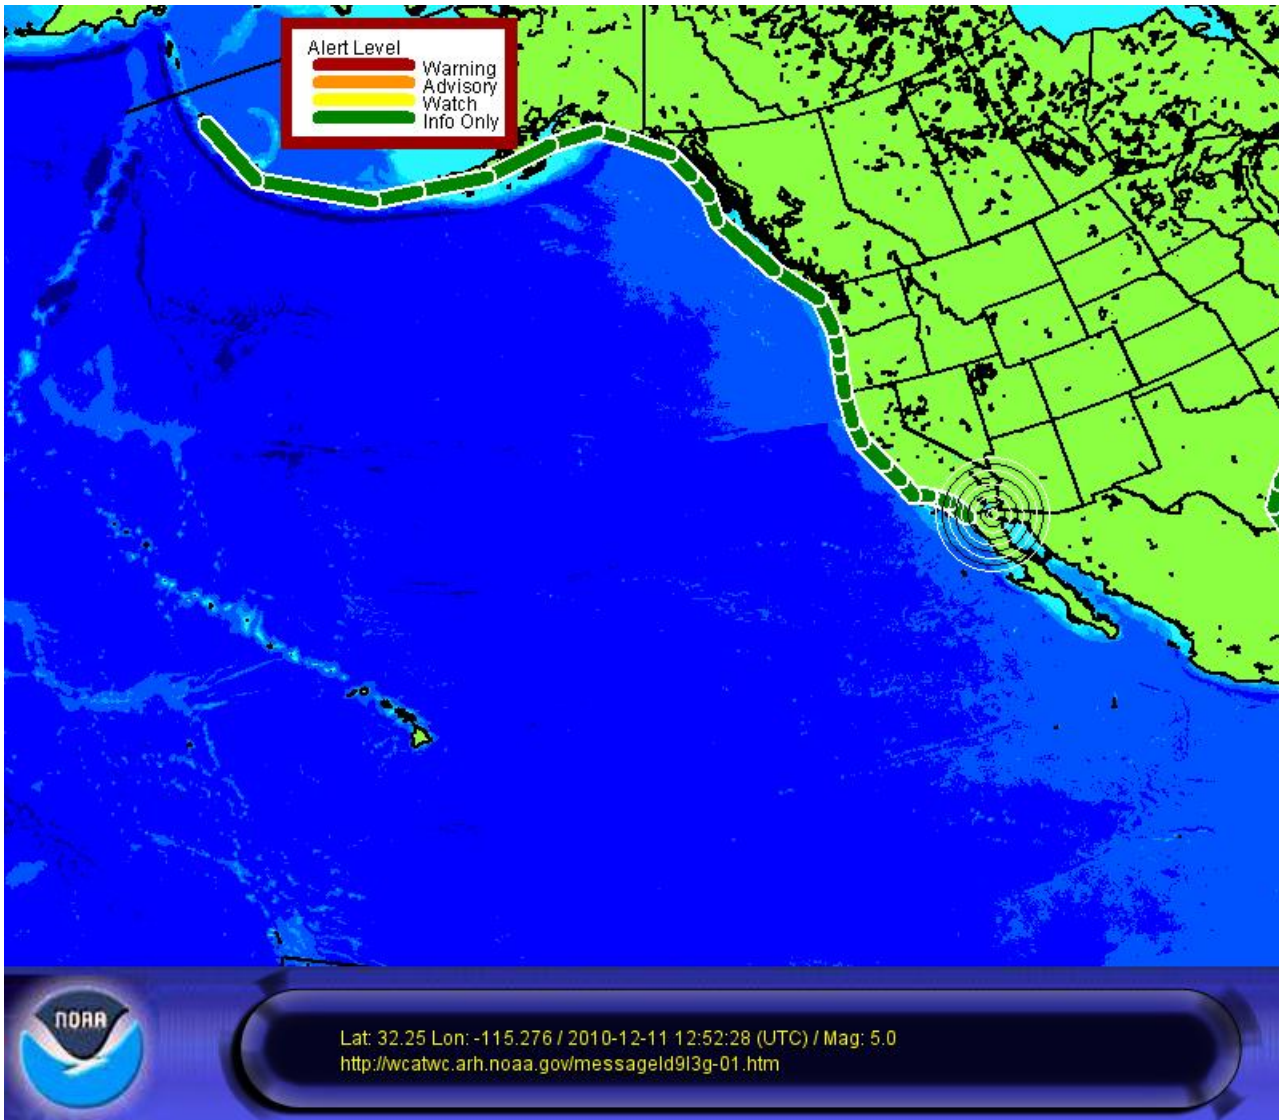 Alert Level
Warning
Advisory
Watch
Info Only
NOAA
Lat: 32.25 Lon: -115.276 / 2010-12-11 12:52:28 (UTC) / Mag: 5.0
http://wcatwc.arh.noaa.gov/messageld9l3g-01.htm